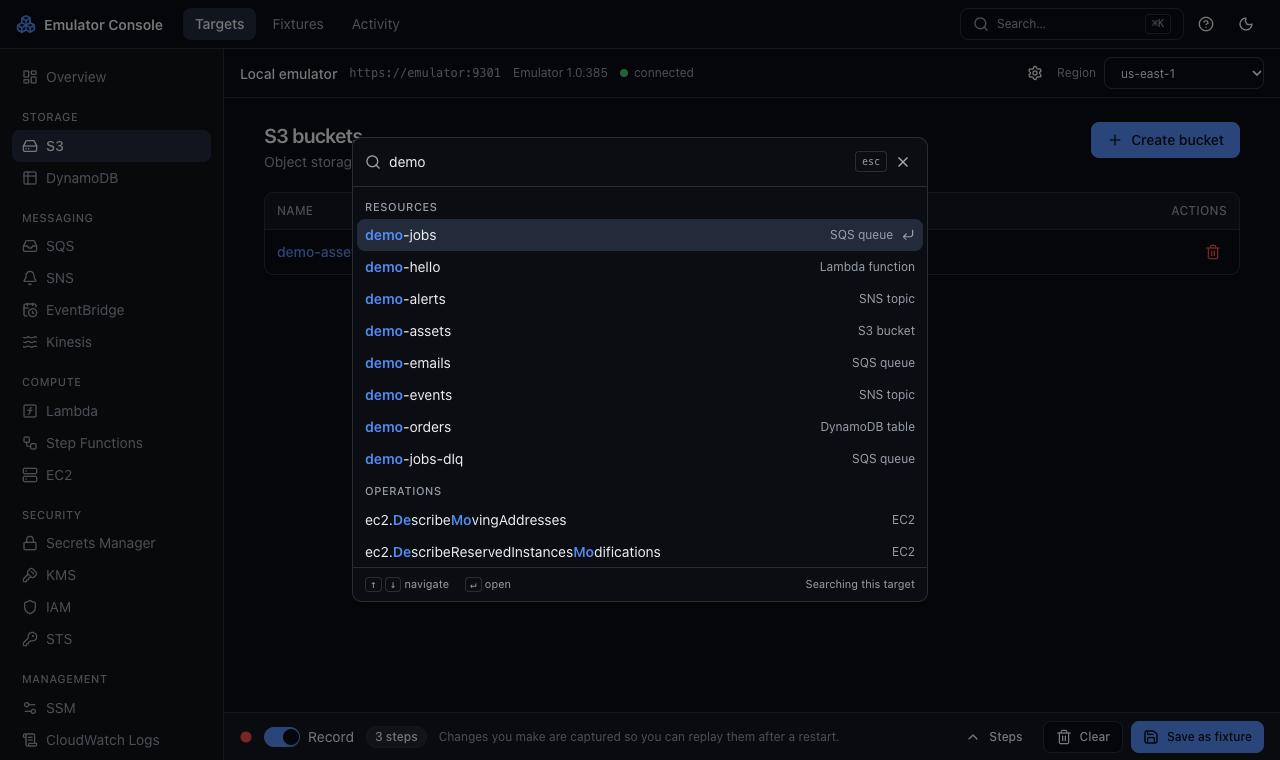 Emulator Console Targets Fixtures Activity Search... ⌘K
Overview
STORAGE
S3
DynamoDB
MESSAGING
SQS
SNS
EventBridge
Kinesis
COMPUTE
Lambda
Step Functions
EC2
SECURITY
Secrets Manager
KMS
IAM
STS
MANAGEMENT
SSM
CloudWatch Logs
Local emulator https://emulator:9301 Emulator 1.0.385 connected Region us-east-1
S3 buckets
Object storag
Create bucket
NAME ACTIONS
demo-asse
demo esc
RESOURCES
demo-jobs SQS queue
demo-hello Lambda function
demo-alerts SNS topic
demo-assets S3 bucket
demo-emails SQS queue
demo-events SNS topic
demo-orders DynamoDB table
demo-jobs-dlq SQS queue
OPERATIONS
ec2.DescribeMovingAddresses EC2
ec2.DescribeReservedInstancesModifications EC2
↑ ↓ navigate ↵ open Searching this target
Record 3 steps Changes you make are captured so you can replay them after a restart. Steps Clear Save as fixture